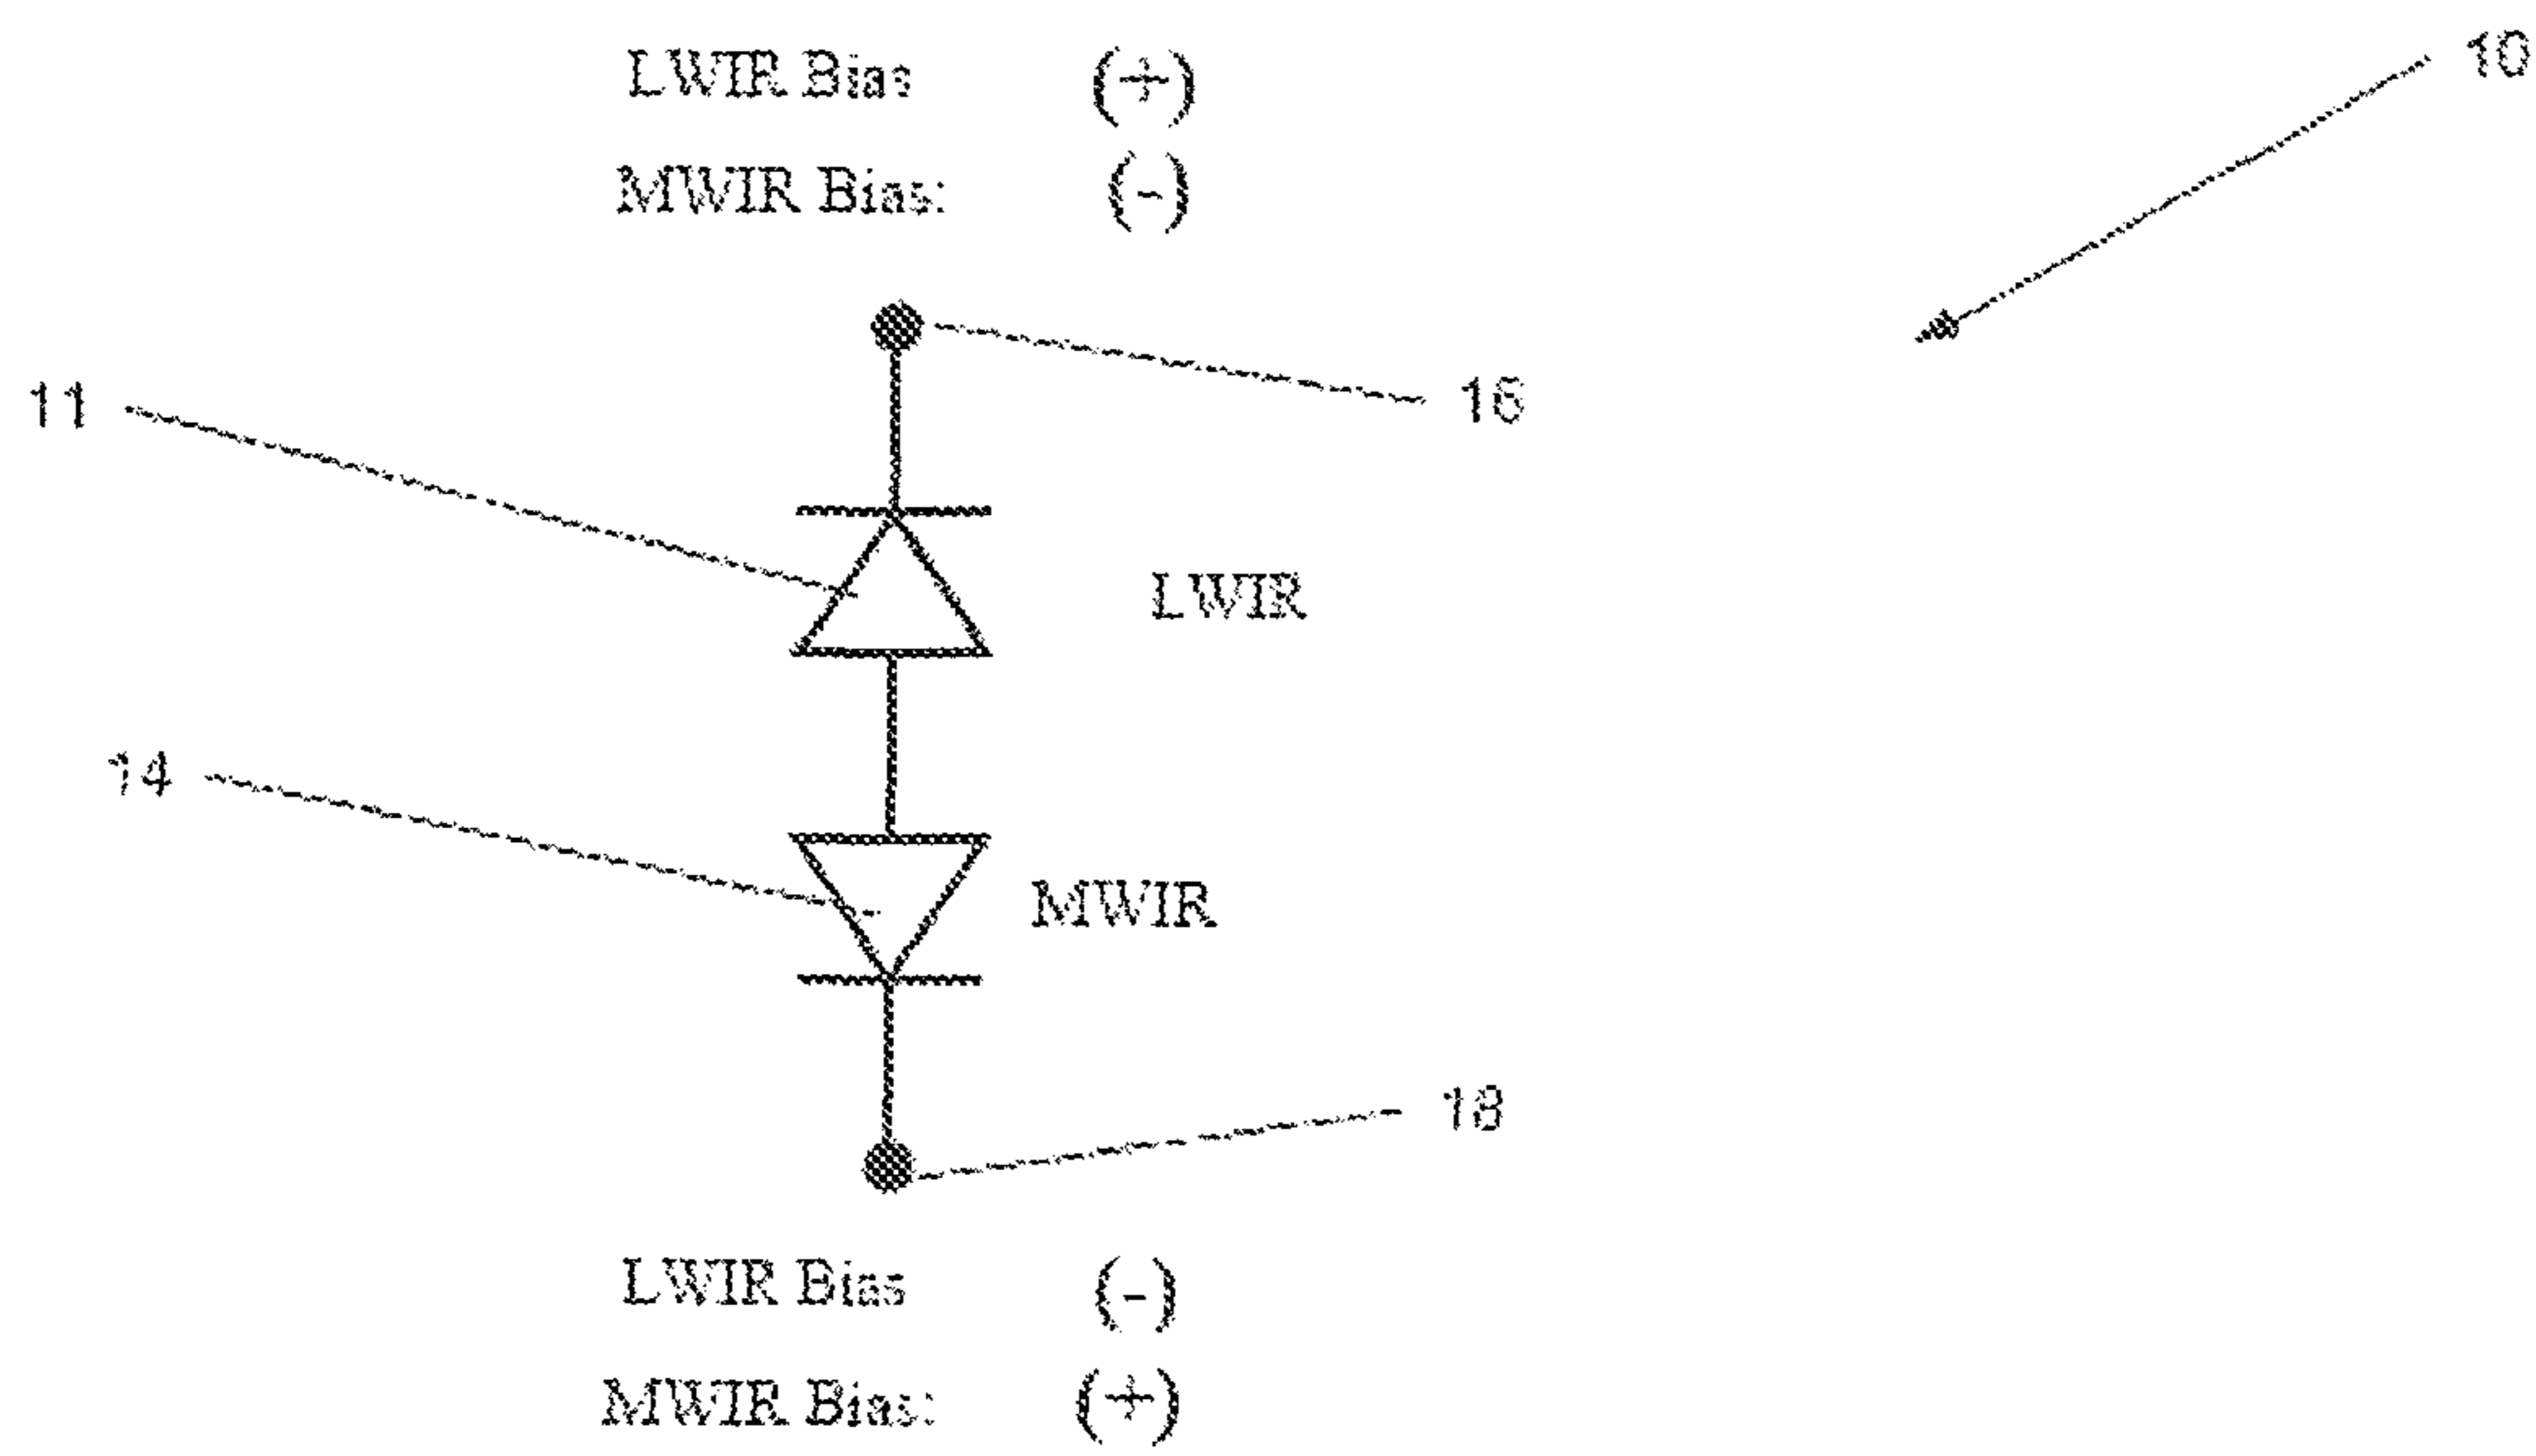 LWIR Bias (+)
10
MWIR Bias: (-)
11
16
LWIR
14
MWIR
18
LWIR Bias (-)
MWIR Bias: (+)